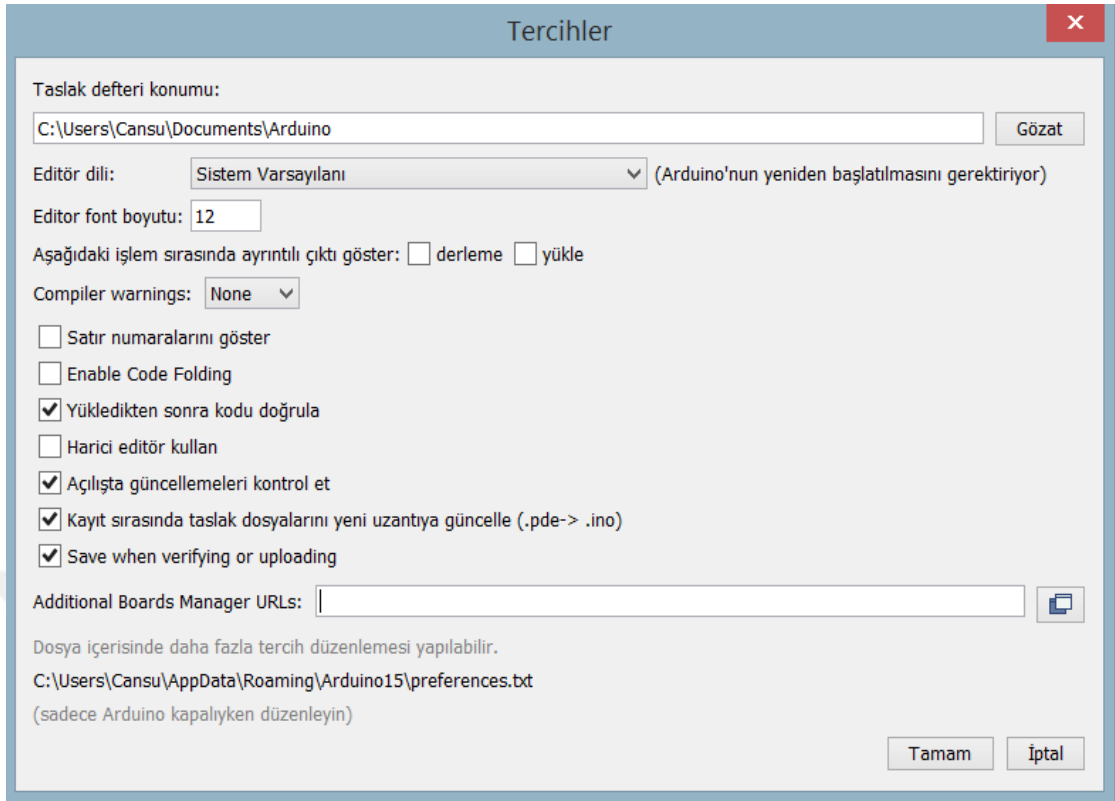 Tercihler
Taslak defteri konumu:
C:\Users\Cansu\Documents\Arduino Gözat
Editör dili: Sistem Varsayılanı (Arduino'nun yeniden başlatılmasını gerektiriyor)
Editor font boyutu: 12
Aşağıdaki işlem sırasında ayrıntılı çıktı göster: derleme yükle
Compiler warnings: None
Satır numaralarını göster
Enable Code Folding
Yükledikten sonra kodu doğrula
Harici editör kullan
Açılışta güncellemeleri kontrol et
Kayıt sırasında taslak dosyalarını yeni uzantıya güncelle (.pde-> .ino)
Save when verifying or uploading
Additional Boards Manager URLs:
Dosya içerisinde daha fazla tercih düzenlemesi yapılabilir.
C:\Users\Cansu\AppData\Roaming\Arduino15\preferences.txt
(sadece Arduino kapalıyken düzenleyin)
Tamam İptal